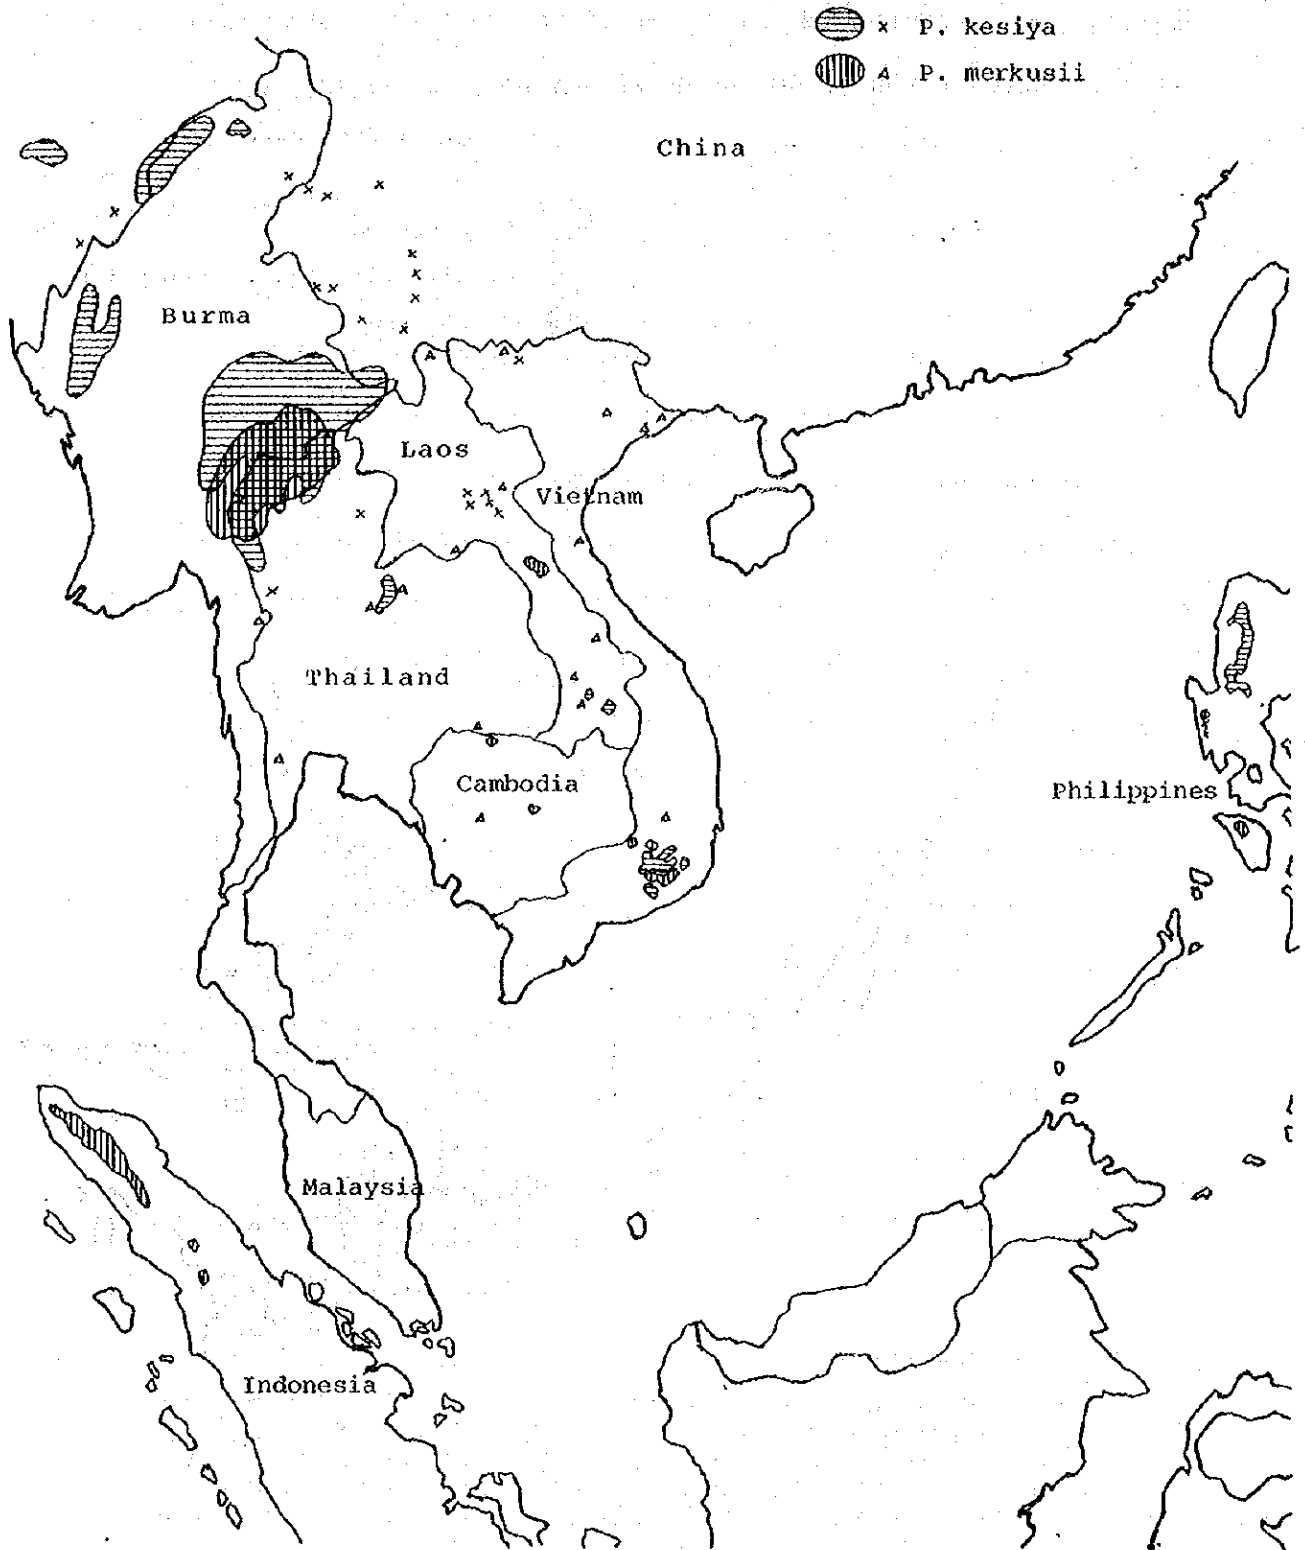 x P. kesiya
Δ P. merkusii
China
Burma
Laos
Vietnam
Thailand
Cambodia
Philippines
Malaysia
Indonesia